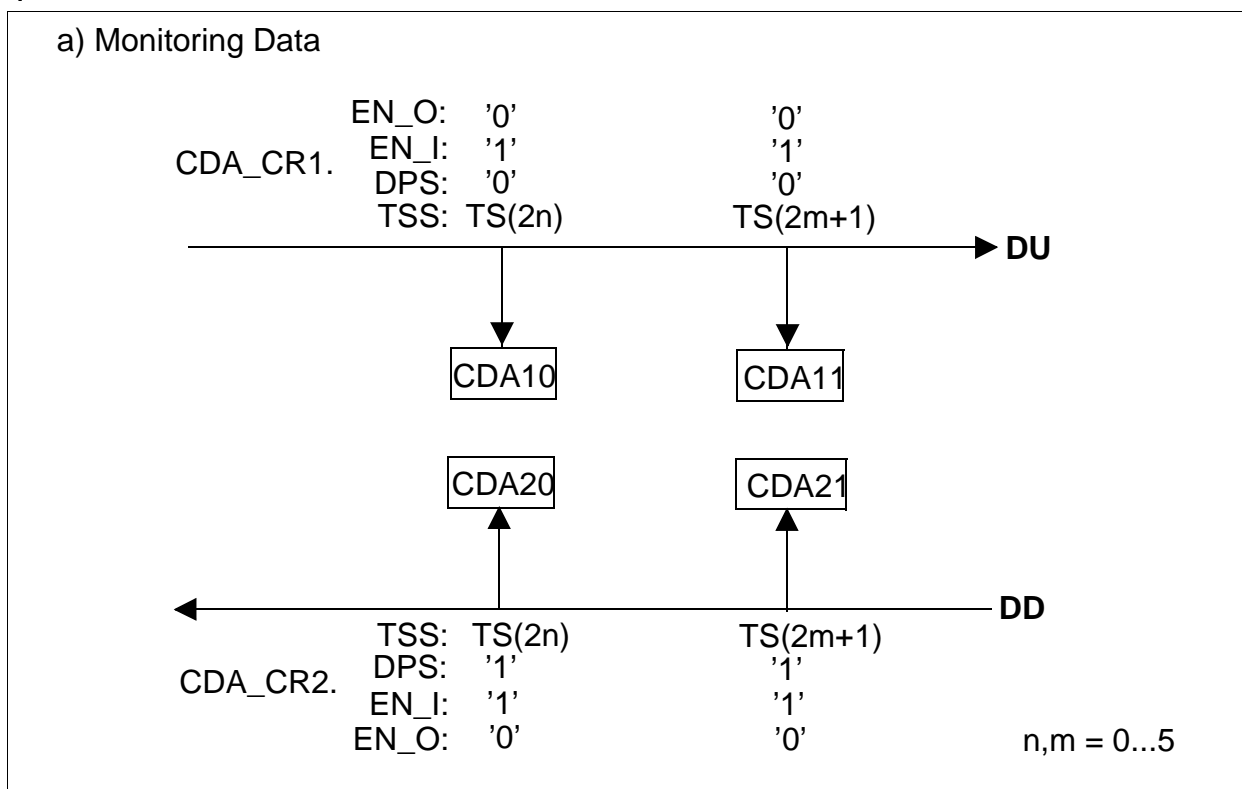 a) Monitoring Data
EN_O: ’0’ ’0’
EN_I: ’1’ ’1’
CDA_CR1.
DPS: ’0’ ’0’
TSS: TS(2n) TS(2m+1)
DU
CDA10 CDA11
CDA20 CDA21
DD
TSS: TS(2n) TS(2m+1)
DPS: ’1’ ’1’
CDA_CR2.
EN_I: ’1’ ’1’
EN_O: ’0’ ’0’ n,m = 0...5